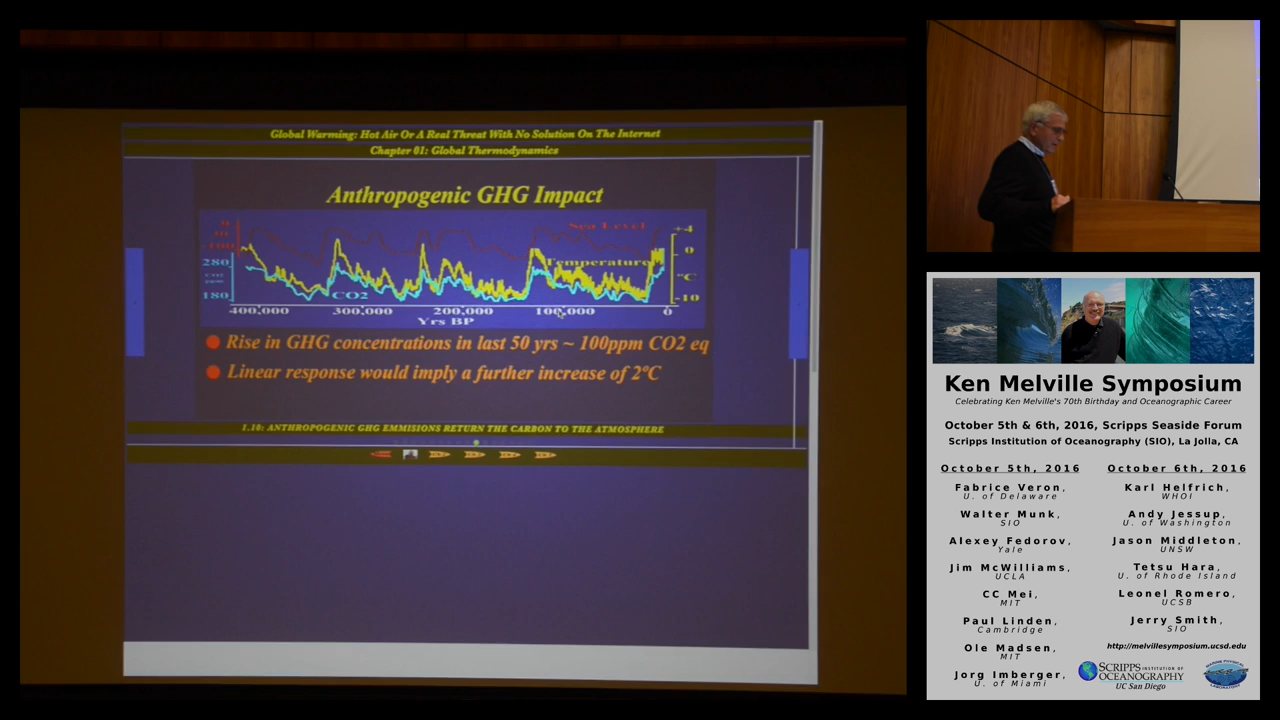 Global Warming: Hot Air Or A Real Threat With No Solution On The Internet
Chapter 01: Global Thermodynamics
Anthropogenic GHG Impact
Sea Level
+4
0
°C
-10
Temperature
280
180
CO2
400,000 300,000 200,000 100,000 0
Yrs BP
Rise in GHG concentrations in last 50 yrs ~ 100ppm CO2 eq
Linear response would imply a further increase of 2°C
1.10: ANTHROPOGENIC GHG EMMISIONS RETURN THE CARBON TO THE ATMOSPHERE
Ken Melville Symposium
Celebrating Ken Melville's 70th Birthday and Oceanographic Career
October 5th & 6th, 2016, Scripps Seaside Forum
Scripps Institution of Oceanography (SIO), La Jolla, CA
October 5th, 2016
Fabrice Veron,
U. of Delaware
Walter Munk,
SIO
Alexey Fedorov,
Yale
Jim McWilliams,
UCLA
CC Mei,
MIT
Paul Linden,
Cambridge
Ole Madsen,
MIT
Jorg Imberger,
U. of Miami
October 6th, 2016
Karl Helfrich,
WHOI
Andy Jessup,
U. of Washington
Jason Middleton,
UNSW
Tetsu Hara,
U. of Rhode Island
Leonel Romero,
UCSB
Jerry Smith,
SIO
http://melvillesymposium.ucsd.edu
SCRIPPS INSTITUTION OF
OCEANOGRAPHY
UC San Diego
MARINE PHYSICAL
LABORATORY